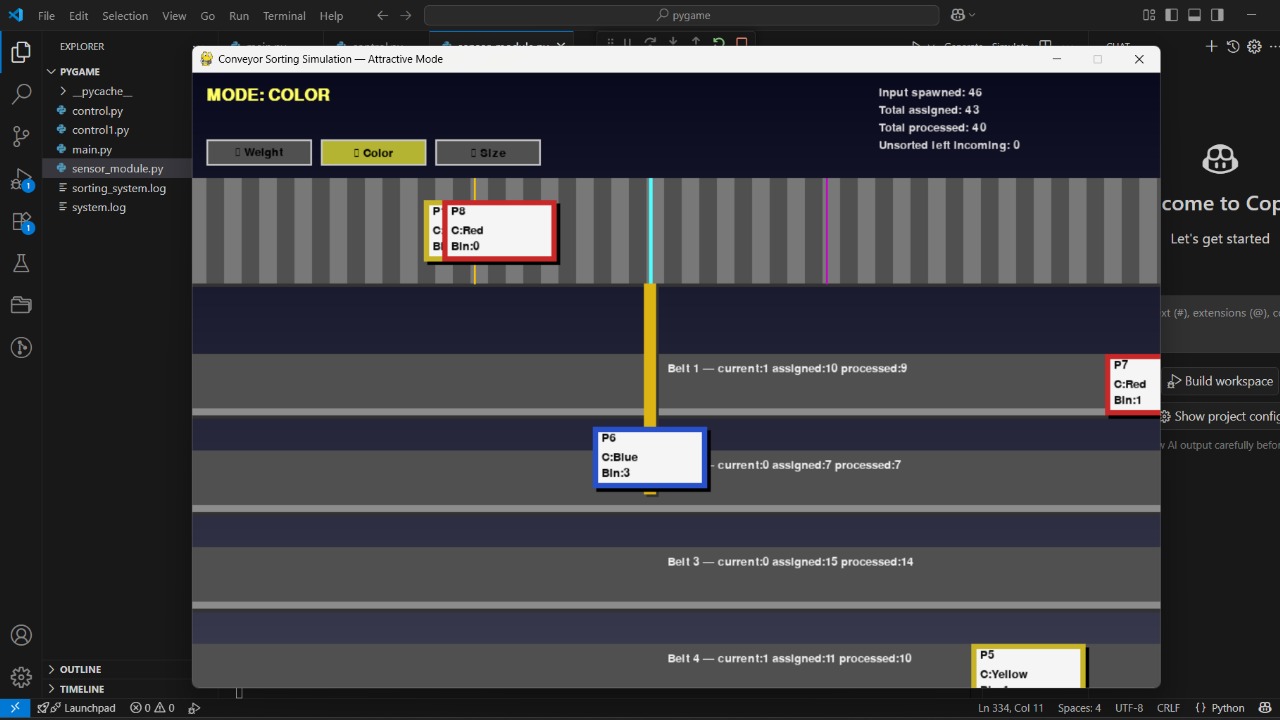 File Edit Selection View Go Run Terminal Help
pygame
EXPLORER
PYGAME
__pycache__
control.py
control1.py
main.py
sensor_module.py
sorting_system.log
system.log
OUTLINE
TIMELINE
Conveyor Sorting Simulation — Attractive Mode
MODE: COLOR
Weight Color Size
Input spawned: 46
Total assigned: 43
Total processed: 40
Unsorted left incoming: 0
P8
C:Red
Bin:0
Belt 1 — current:1 assigned:10 processed:9
P7
C:Red
Bin:1
P6
C:Blue
Bin:3
- current:0 assigned:7 processed:7
Belt 3 — current:0 assigned:15 processed:14
Belt 4 — current:1 assigned:11 processed:10
P5
C:Yellow
come to Cop
Let's get started
xt (#), extensions (@), c
Build workspace
Show project config
w AI output carefully befor
1
1
Launchpad 0 0
Ln 334, Col 11 Spaces: 4 UTF-8 CRLF {} Python